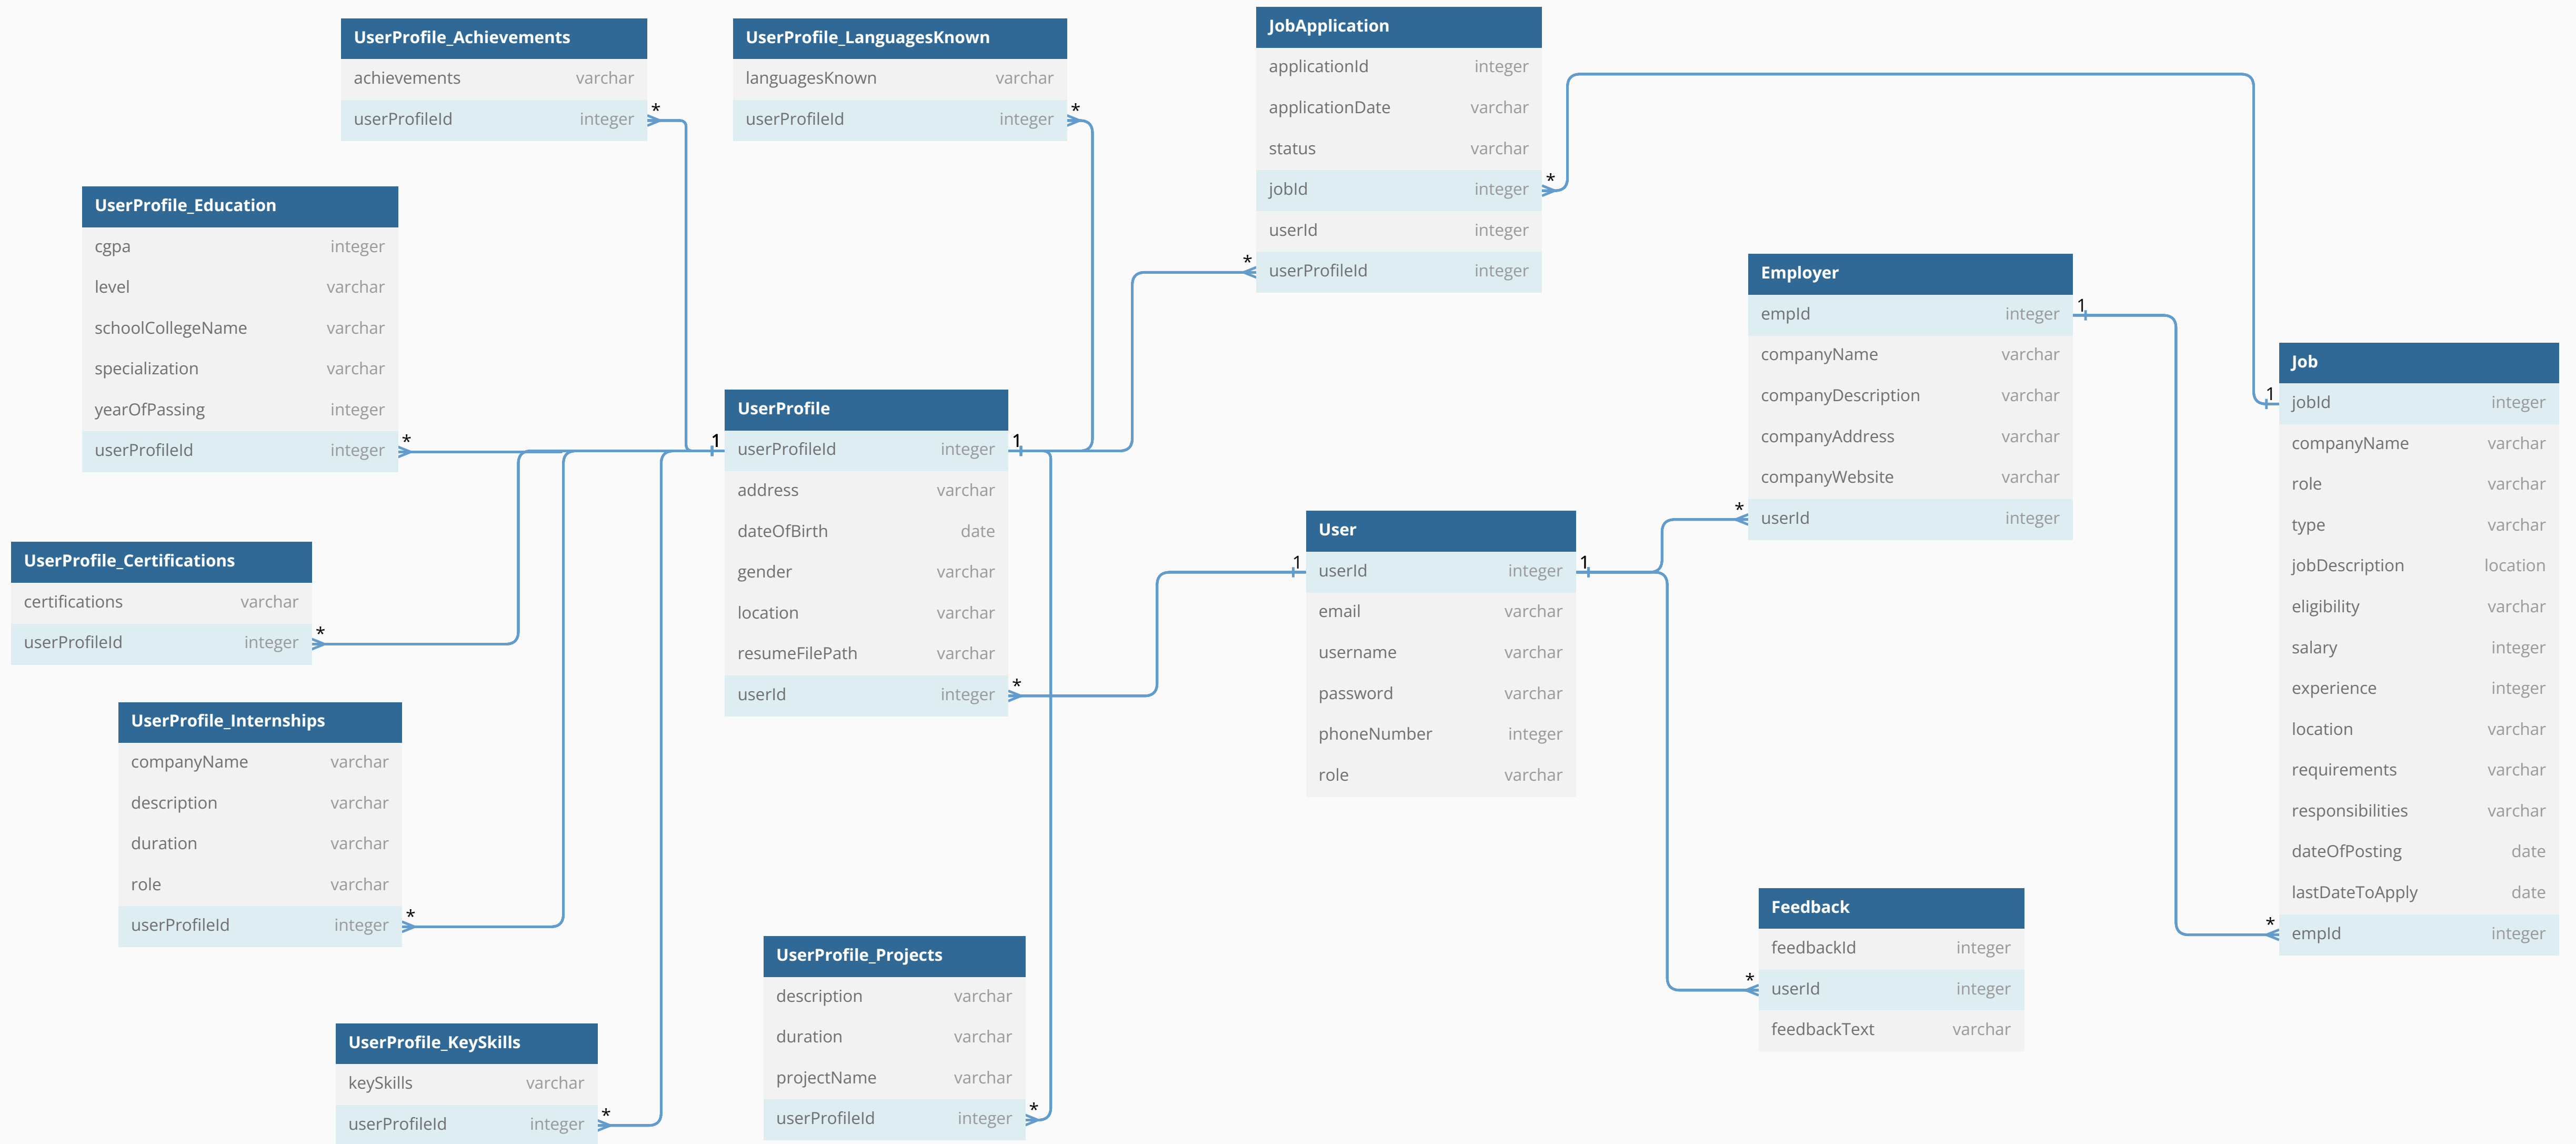 UserProfile_Achievements
achievements varchar
userProfileId integer *
UserProfile_LanguagesKnown
languagesKnown varchar
userProfileId integer *
JobApplication
applicationId integer
applicationDate varchar
status varchar
jobId integer *
userId integer
* userProfileId integer
UserProfile_Education
cgpa integer
level varchar
schoolCollegeName varchar
specialization varchar
yearOfPassing integer
userProfileId integer *
Employer
empId integer 1
companyName varchar
companyDescription varchar
companyAddress varchar
companyWebsite varchar
* userId integer
Job
1 jobId integer
companyName varchar
role varchar
type varchar
jobDescription location
eligibility varchar
salary integer
experience integer
location varchar
requirements varchar
responsibilities varchar
dateOfPosting date
lastDateToApply date
* empId integer
UserProfile
1 userProfileId integer 1
address varchar
dateOfBirth date
gender varchar
location varchar
resumeFilePath varchar
userId integer *
User
1 userId integer 1
email varchar
username varchar
password varchar
phoneNumber integer
role varchar
UserProfile_Certifications
certifications varchar
userProfileId integer *
UserProfile_Internships
companyName varchar
description varchar
duration varchar
role varchar
userProfileId integer *
Feedback
feedbackId integer
* userId integer
feedbackText varchar
UserProfile_Projects
description varchar
duration varchar
projectName varchar
userProfileId integer *
UserProfile_KeySkills
keySkills varchar
userProfileId integer *